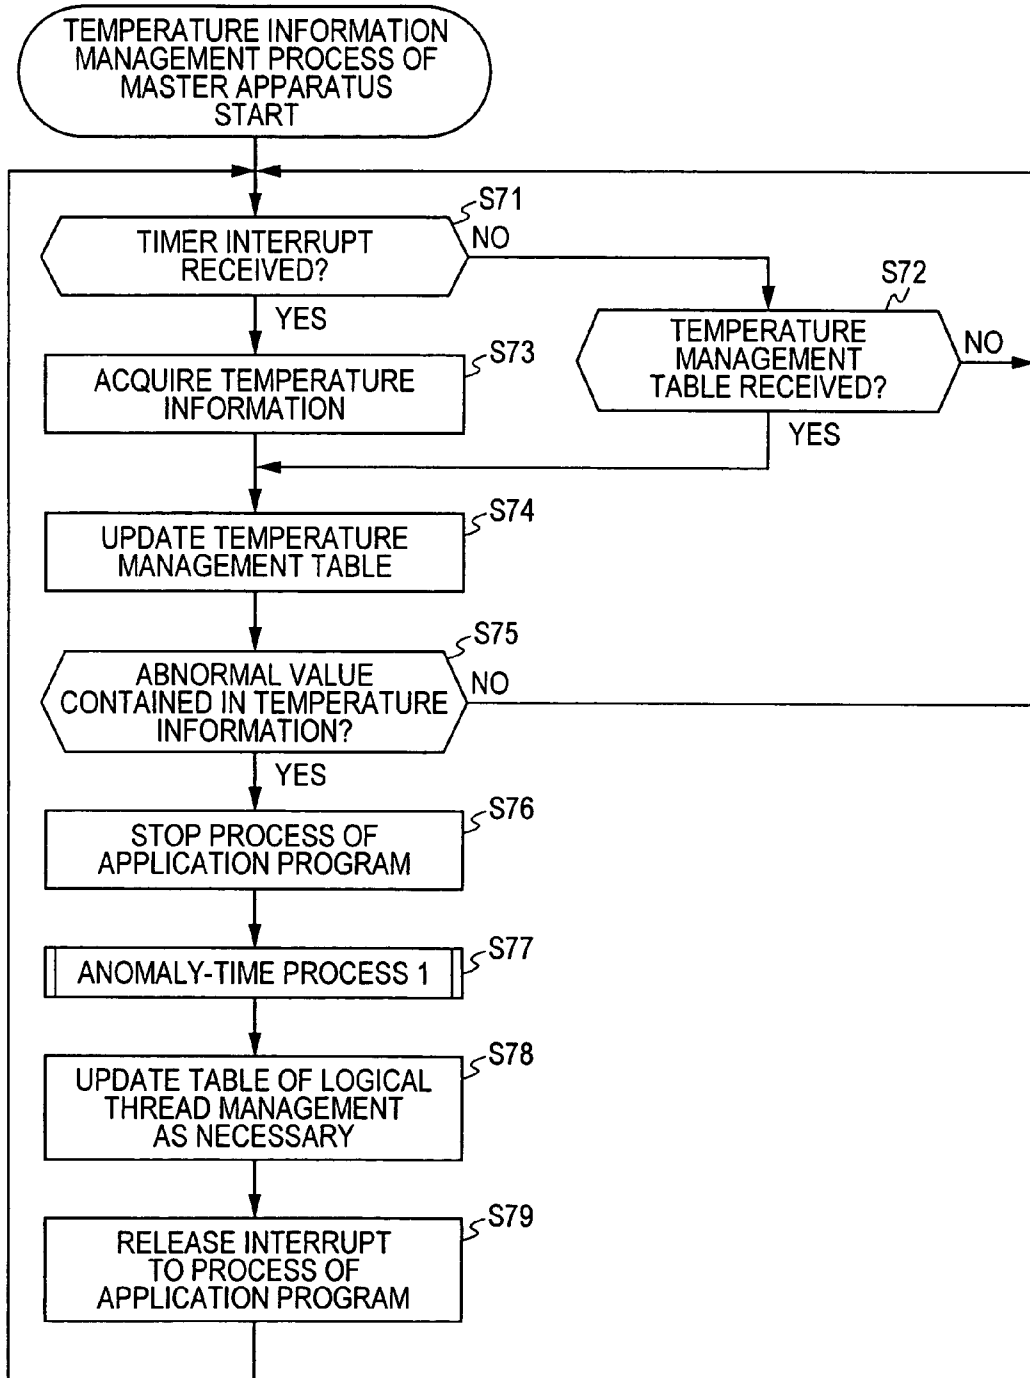 TEMPERATURE INFORMATION
MANAGEMENT PROCESS OF
MASTER APPARATUS
START
S71
TIMER INTERRUPT
RECEIVED?
NO
YES
S72
TEMPERATURE
MANAGEMENT
TABLE RECEIVED?
NO
YES
S73
ACQUIRE TEMPERATURE
INFORMATION
S74
UPDATE TEMPERATURE
MANAGEMENT TABLE
S75
ABNORMAL VALUE
CONTAINED IN TEMPERATURE
INFORMATION?
NO
YES
S76
STOP PROCESS OF
APPLICATION PROGRAM
S77
ANOMALY-TIME PROCESS 1
S78
UPDATE TABLE OF LOGICAL
THREAD MANAGEMENT
AS NECESSARY
S79
RELEASE INTERRUPT
TO PROCESS OF
APPLICATION PROGRAM